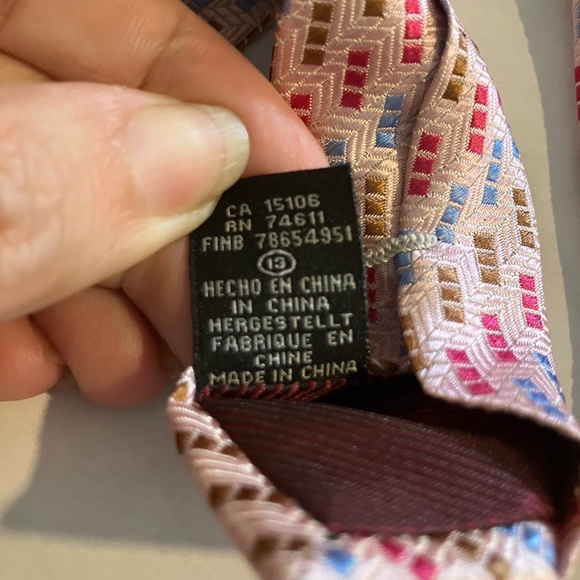 CA 15106
RN 74611
FINB 78654951
13
HECHO EN CHINA
IN CHINA
HERGESTELLT
FABRIQUE EN
CHINE
MADE IN CHINA